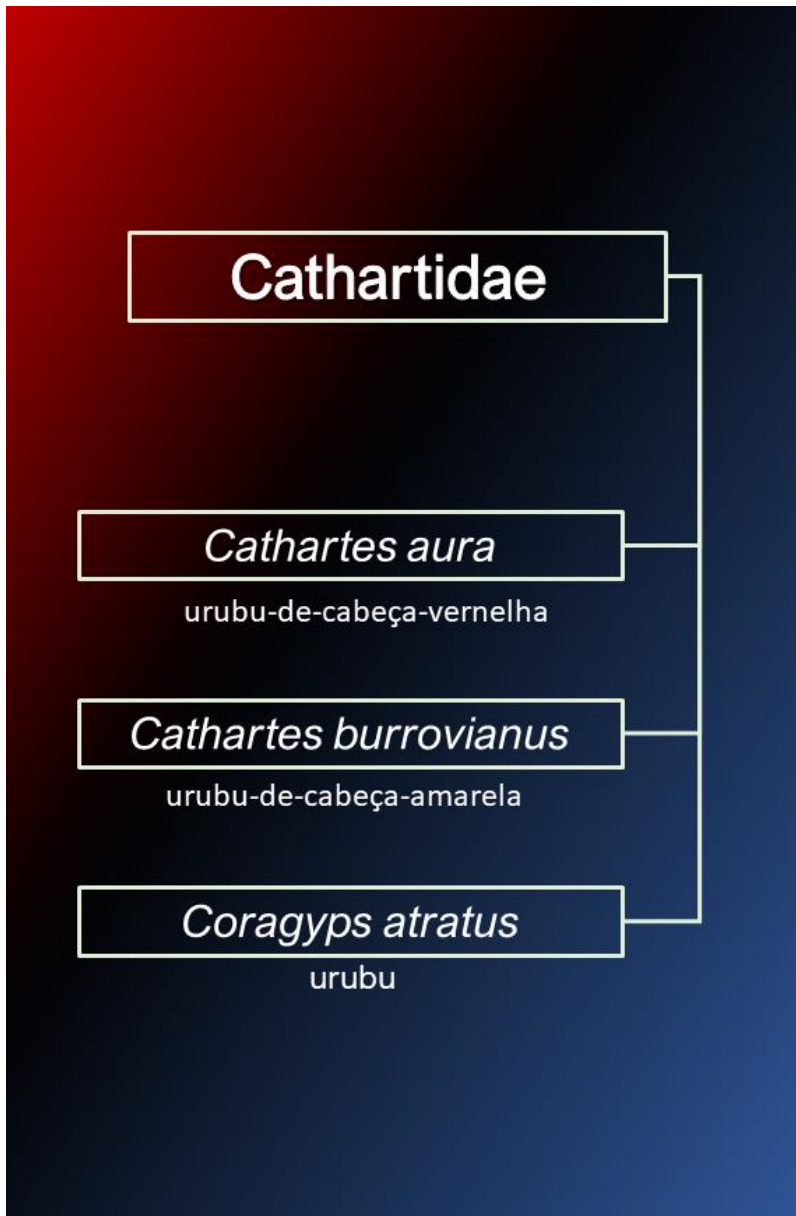 Cathartidae
Cathartes aura
urubu-de-cabeça-vernelha
Cathartes burrovianus
urubu-de-cabeça-amarela
Coragyps atratus
urubu